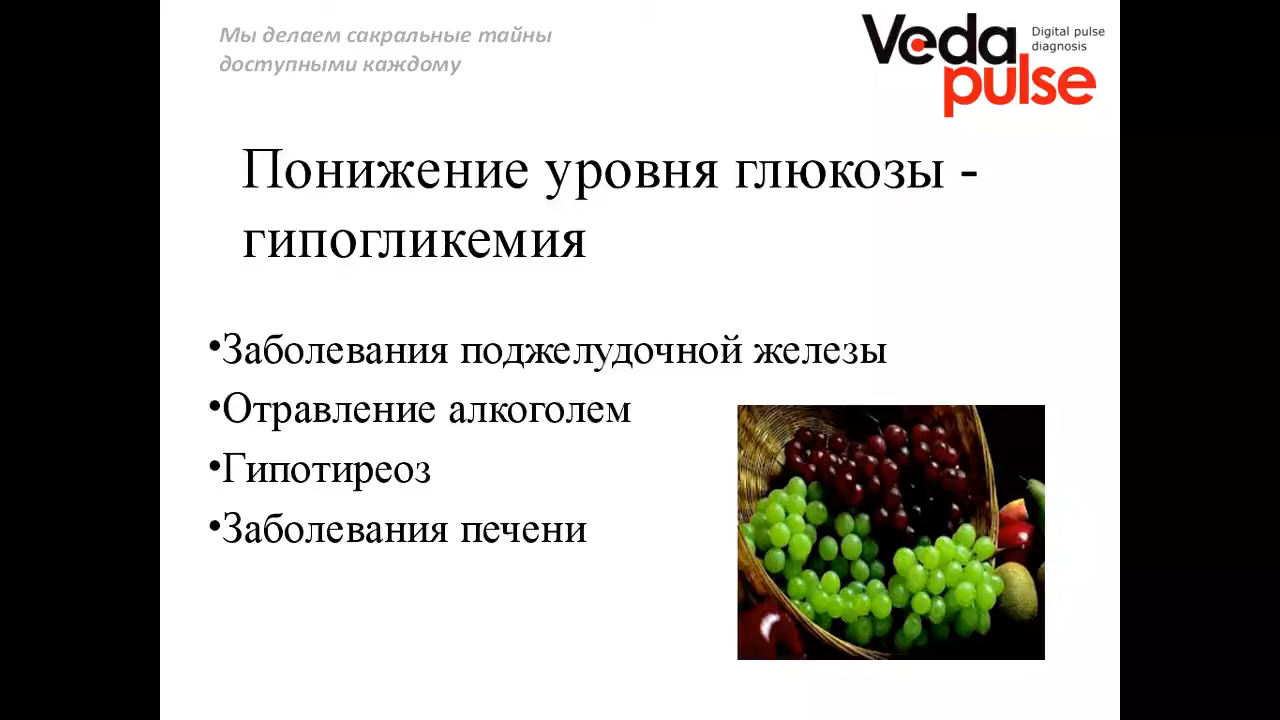 Мы делаем сакральные тайны
доступными каждому
Veda
pulse
Digital pulse
diagnosis
Понижение уровня глюкозы -
гипогликемия
•Заболевания поджелудочной железы
•Отравление алкоголем
•Гипотиреоз
•Заболевания печени